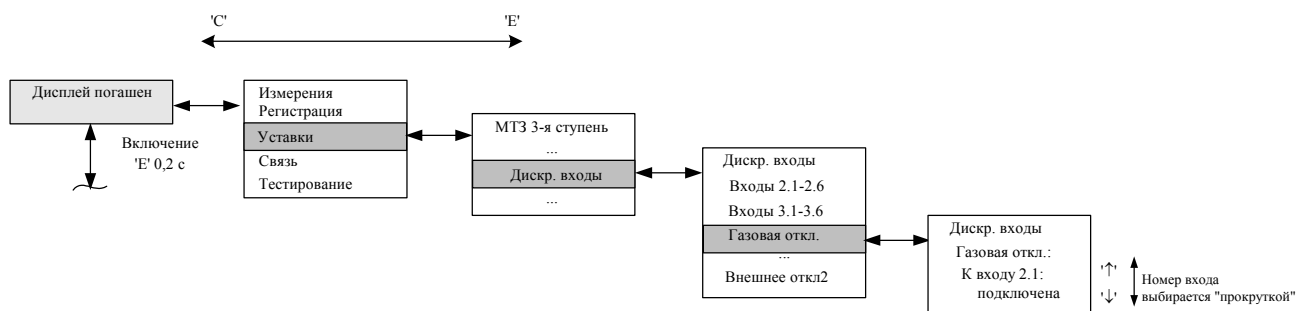 'C'
'E'
Дисплей погашен
Включение
'E' 0,2 с
Измерения
Регистрация
Уставки
Связь
Тестирование
МТЗ 3-я ступень
...
Дискр. входы
...
Дискр. входы
Входы 2.1-2.6
Входы 3.1-3.6
Газовая откл.
...
Внешнее откл2
Дискр. входы
Газовая откл.:
К входу 2.1:
подключена
'↑'
'↓'
Номер входа
выбирается "прокруткой"